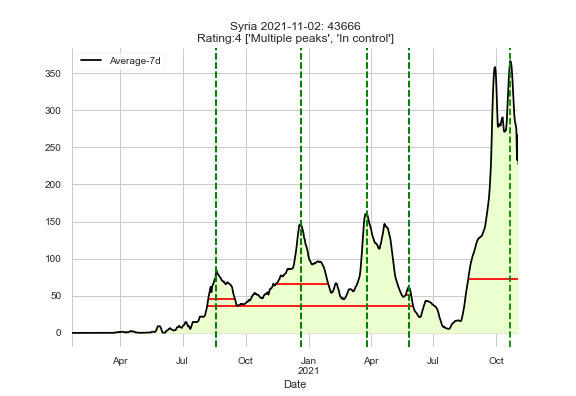 Syria 2021-11-02: 43666
Rating:4 ['Multiple peaks', 'In control']
Average-7d
350
300
250
200
150
100
50
0
Apr
Jul
Oct
Jan
2021
Apr
Jul
Oct
Date